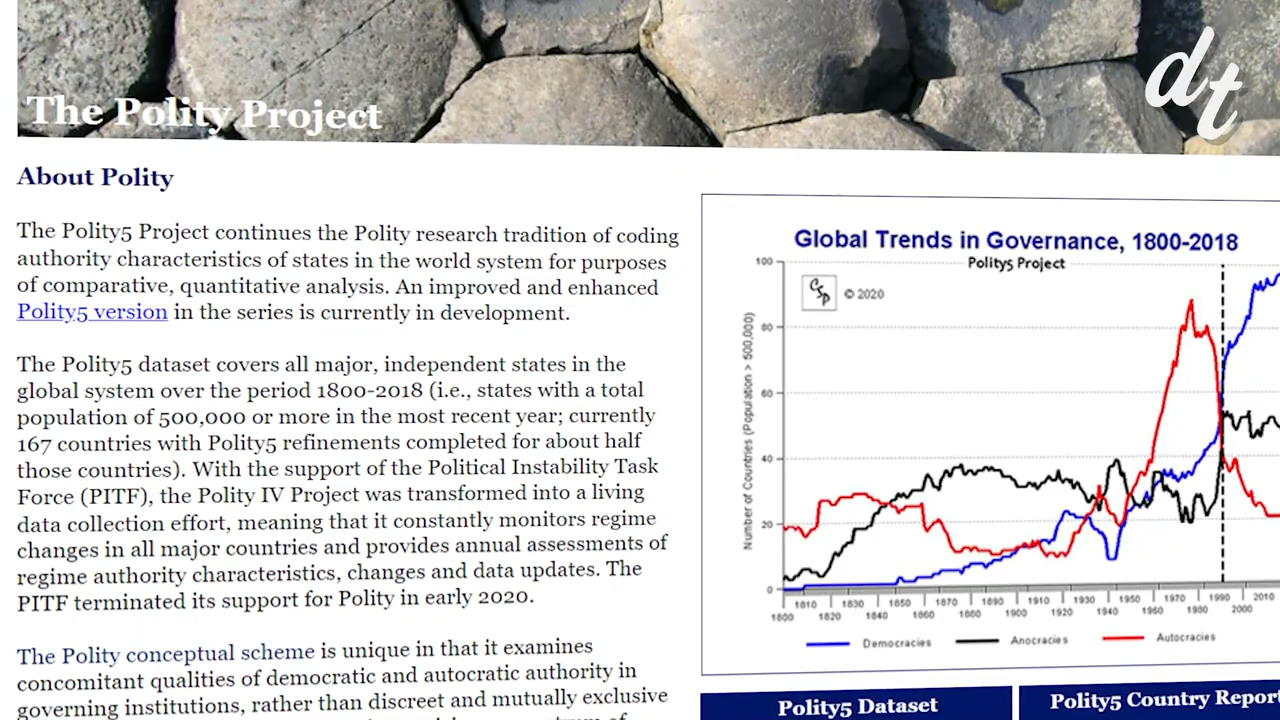 dt
The Polity Project
About Polity
The Polity5 Project continues the Polity research tradition of coding
authority characteristics of states in the world system for purposes
of comparative, quantitative analysis. An improved and enhanced
Polity5 version in the series is currently in development.
The Polity5 dataset covers all major, independent states in the
global system over the period 1800-2018 (i.e., states with a total
population of 500,000 or more in the most recent year; currently
167 countries with Polity5 refinements completed for about half
those countries). With the support of the Political Instability Task
Force (PITF), the Polity IV Project was transformed into a living
data collection effort, meaning that it constantly monitors regime
changes in all major countries and provides annual assessments of
regime authority characteristics, changes and data updates. The
PITF terminated its support for Polity in early 2020.
The Polity conceptual scheme is unique in that it examines
concomitant qualities of democratic and autocratic authority in
governing institutions, rather than discreet and mutually exclusive
Global Trends in Governance, 1800-2018
Polity5 Project
CSP © 2020
Number of Countries (Population > 500,000)
100
80
60
40
20
0
1810 1830 1850 1870 1890 1910 1930 1950 1970 1990 2010
1800 1820 1840 1860 1880 1900 1920 1940 1960 1980 2000
Democracies Anocracies Autocracies
Polity5 Dataset
Polity5 Country Report